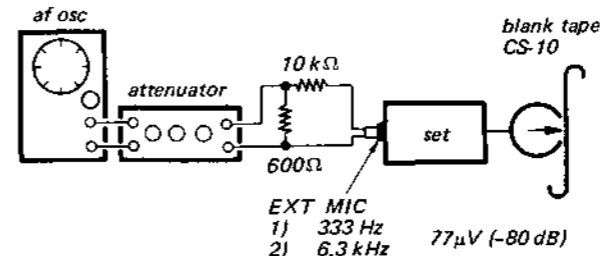 af osc
blank tape
CS-10
10 kΩ
attenuator
set
600Ω
EXT MIC
1) 333 Hz
2) 6.3 kHz
77μV (-80 dB)